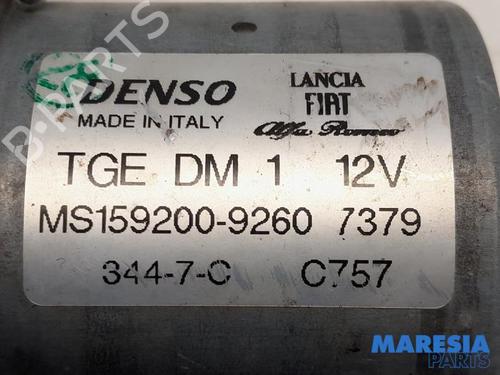 DENSO
MADE IN ITALY
LANCIA
FIAT
Alfa Romeo
TGE DM 1 12V
MS159200-9260 7379
344-7-C C757
B-PARTS
MARESIA
PARTS